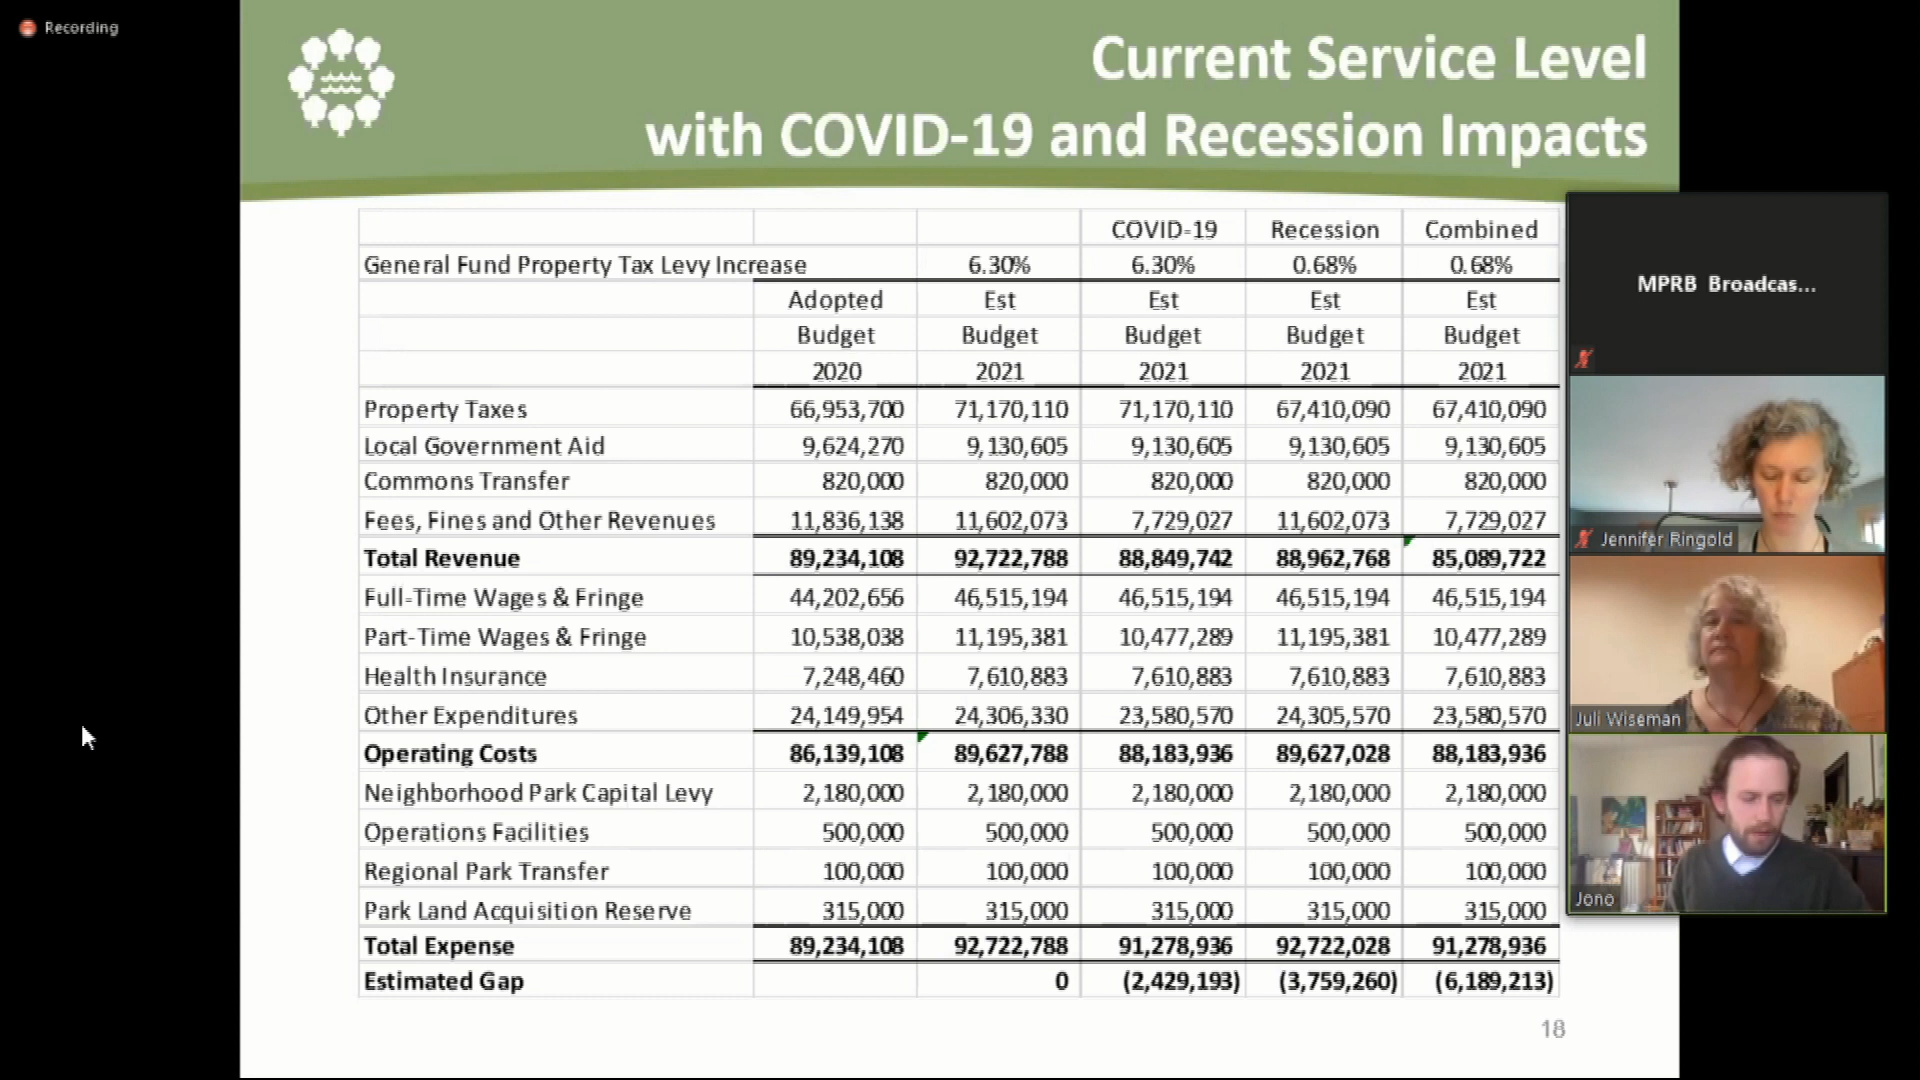 Recording
Current Service Level
with COVID-19 and Recession Impacts
COVID-19 Recession Combined
General Fund Property Tax Levy Increase 6.30% 6.30% 0.68% 0.68%
Adopted Est Est Est Est
Budget Budget Budget Budget Budget
2020 2021 2021 2021 2021
Property Taxes 66,953,700 71,170,110 71,170,110 67,410,090 67,410,090
Local Government Aid 9,624,270 9,130,605 9,130,605 9,130,605 9,130,605
Commons Transfer 820,000 820,000 820,000 820,000 820,000
Fees, Fines and Other Revenues 11,836,138 11,602,073 7,729,027 11,602,073 7,729,027
Total Revenue 89,234,108 92,722,788 88,849,742 88,962,768 85,089,722
Full-Time Wages & Fringe 44,202,656 46,515,194 46,515,194 46,515,194 46,515,194
Part-Time Wages & Fringe 10,538,038 11,195,381 10,477,289 11,195,381 10,477,289
Health Insurance 7,248,460 7,610,883 7,610,883 7,610,883 7,610,883
Other Expenditures 24,149,954 24,306,330 23,580,570 24,305,570 23,580,570
Operating Costs 86,139,108 89,627,788 88,183,936 89,627,028 88,183,936
Neighborhood Park Capital Levy 2,180,000 2,180,000 2,180,000 2,180,000 2,180,000
Operations Facilities 500,000 500,000 500,000 500,000 500,000
Regional Park Transfer 100,000 100,000 100,000 100,000 100,000
Park Land Acquisition Reserve 315,000 315,000 315,000 315,000 315,000
Total Expense 89,234,108 92,722,788 91,278,936 92,722,028 91,278,936
Estimated Gap 0 (2,429,193) (3,759,260) (6,189,213)
18
MPRB Broadcas...
Jennifer Ringold
Juli Wiseman
Jono